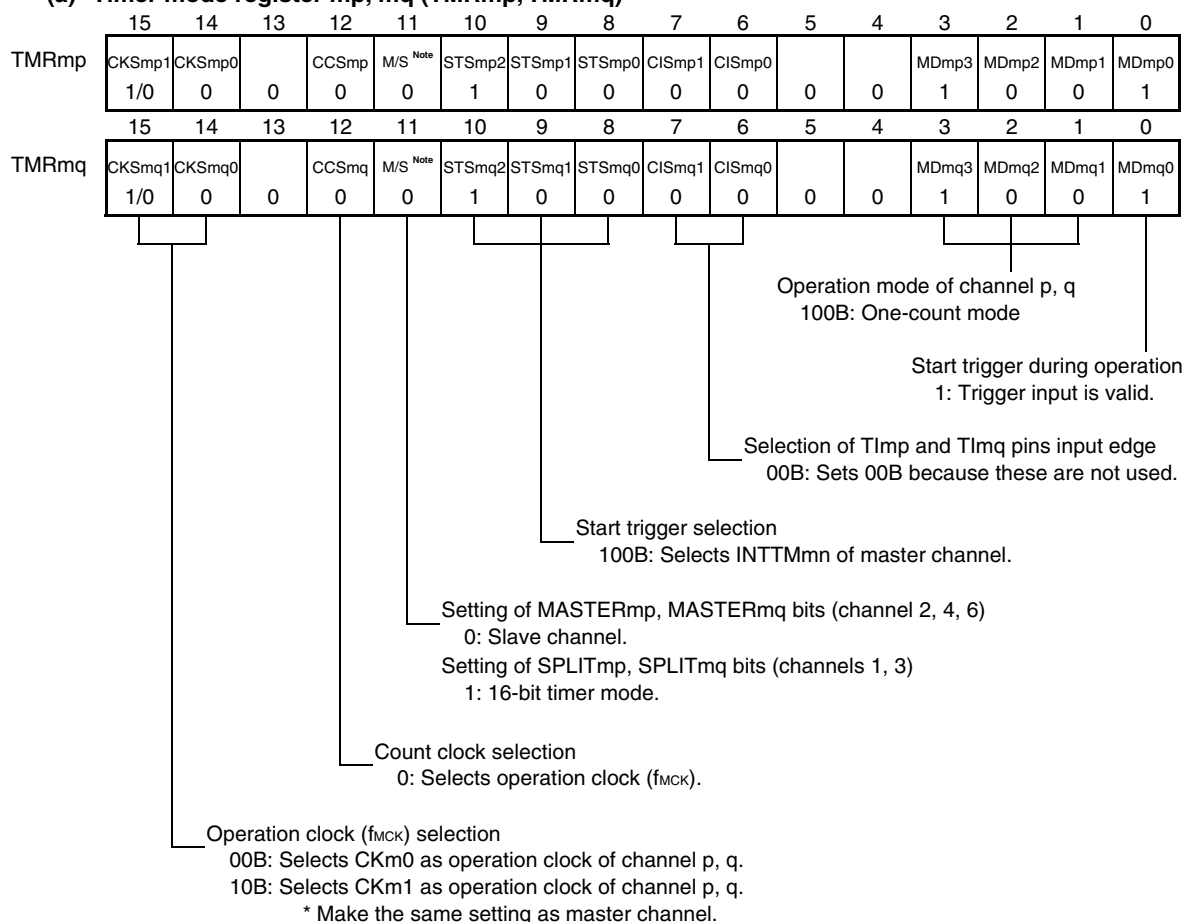 (a) Timer mode register mp, mq (TMRmp, TMRmq)
15 14 13 12 11 10 9 8 7 6 5 4 3 2 1 0
TMRmp CKSmp1 CKSmp0 CCSmp M/S Note STSmp2 STSmp1 STSmp0 CISmp1 CISmp0 MDmp3 MDmp2 MDmp1 MDmp0
1/0 0 0 0 0 1 0 0 0 0 0 0 1 0 0 1
15 14 13 12 11 10 9 8 7 6 5 4 3 2 1 0
TMRmq CKSmq1 CKSmq0 CCSmq M/S Note STSmq2 STSmq1 STSmq0 CISmq1 CISmq0 MDmq3 MDmq2 MDmq1 MDmq0
1/0 0 0 0 0 1 0 0 0 0 0 0 1 0 0 1
Operation mode of channel p, q
100B: One-count mode
Start trigger during operation
1: Trigger input is valid.
Selection of TImp and TImq pins input edge
00B: Sets 00B because these are not used.
Start trigger selection
100B: Selects INTTMmn of master channel.
Setting of MASTERmp, MASTERmq bits (channel 2, 4, 6)
0: Slave channel.
Setting of SPLITmp, SPLITmq bits (channels 1, 3)
1: 16-bit timer mode.
Count clock selection
0: Selects operation clock (fMCK).
Operation clock (fMCK) selection
00B: Selects CKm0 as operation clock of channel p, q.
10B: Selects CKm1 as operation clock of channel p, q.
* Make the same setting as master channel.